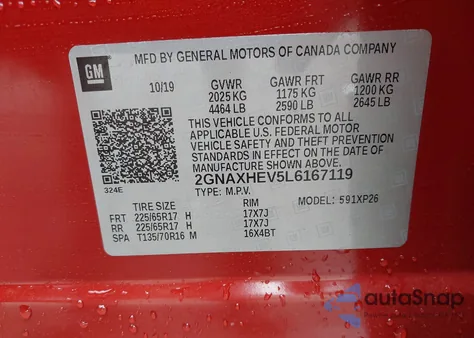 MFD BY GENERAL MOTORS OF CANADA COMPANY
GM
10/19 GVWR GAWR FRT GAWR RR
2025 KG 1175 KG 1200 KG
4464 LB 2590 LB 2645 LB
THIS VEHICLE CONFORMS TO ALL
APPLICABLE U.S. FEDERAL MOTOR
VEHICLE SAFETY AND THEFT PREVENTION
STANDARDS IN EFFECT ON THE DATE OF
MANUFACTURE SHOWN ABOVE.
324E
2GNAXHEV5L6167119
TYPE: M.P.V.
TIRE SIZE RIM MODEL: 591XP26
FRT 225/65R17 H 17X7J
RR 225/65R17 H 17X7J
SPA T135/70R16 M 16X4BT
autoSnap